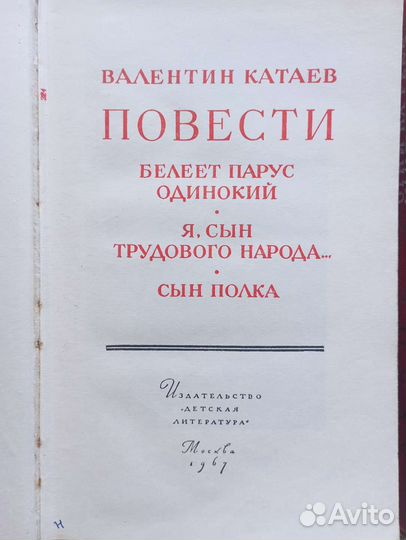 ВАЛЕНТИН КАТАЕВ
ПОВЕСТИ
БЕЛЕЕТ ПАРУС
ОДИНОКИЙ
•
Я, СЫН
ТРУДОВОГО НАРОДА...
•
СЫН ПОЛКА
ИЗДАТЕЛЬСТВО
«ДЕТСКАЯ
ЛИТЕРАТУРА»
Москва
1967
н
Avito